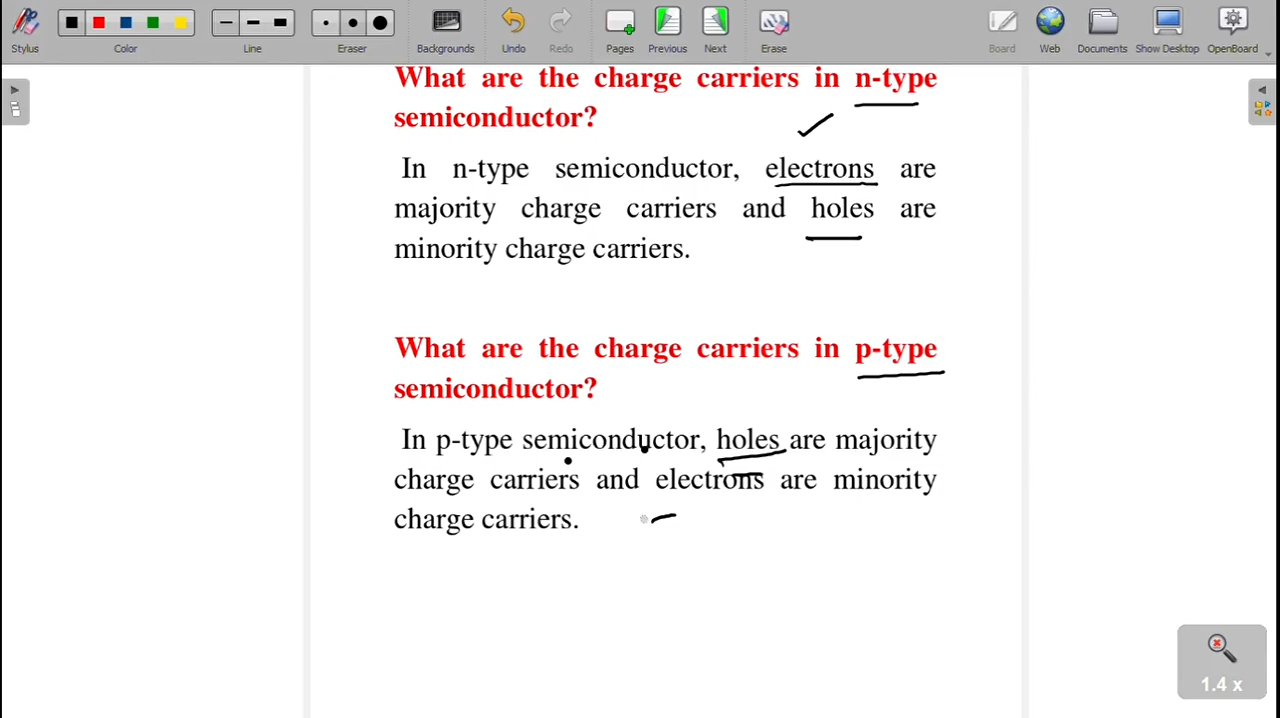 Stylus Color Line Eraser Backgrounds Undo Redo Pages Previous Next Erase Board Web Documents Show Desktop OpenBoard
What are the charge carriers in n-type
semiconductor?
In n-type semiconductor, electrons are
majority charge carriers and holes are
minority charge carriers.
What are the charge carriers in p-type
semiconductor?
In p-type semiconductor, holes are majority
charge carriers and electrons are minority
charge carriers.
1.4 x